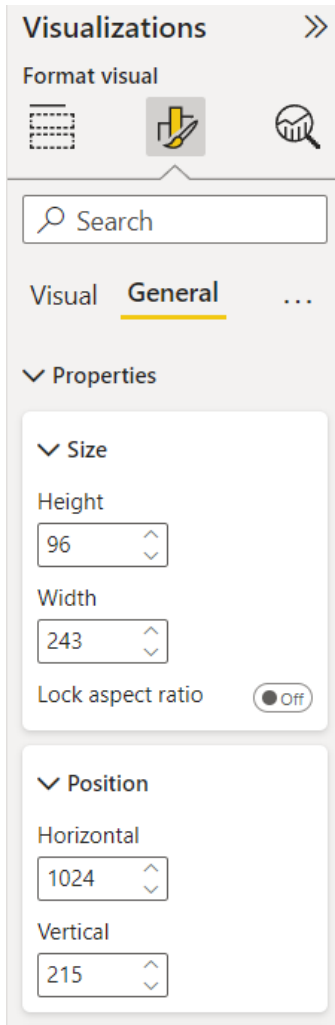 Visualizations
Format visual
Search
Visual General ...
Properties
Size
Height
96
Width
243
Lock aspect ratio Off
Position
Horizontal
1024
Vertical
215